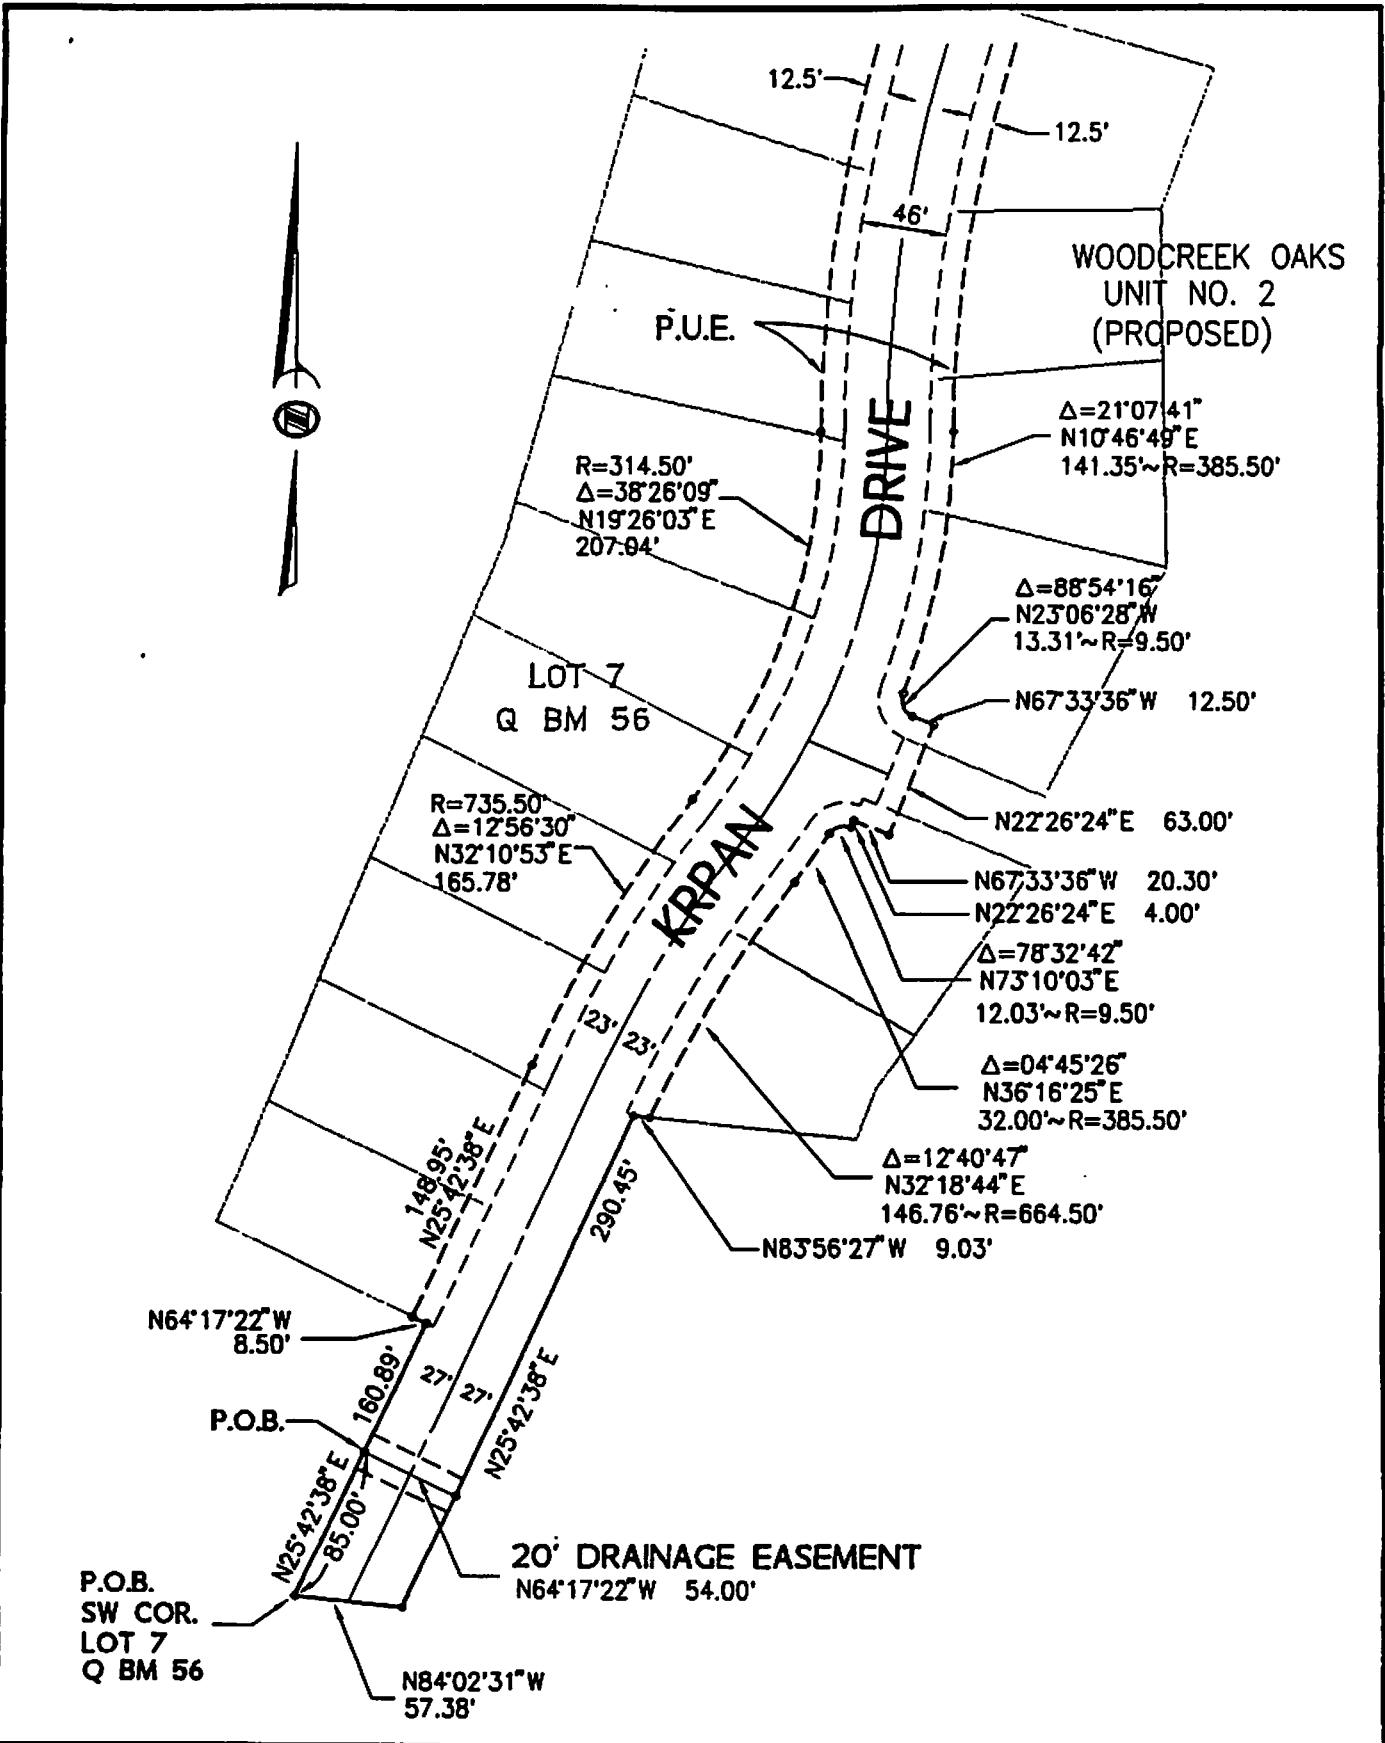 12.5'
12.5'
46'
WOODCREEK OAKS
UNIT NO. 2
(PROPOSED)
P.U.E.
Δ=21°07'41"
N10°46'49"E
141.35'~R=385.50'
R=314.50'
Δ=38°26'09"
N19°26'03"E
207.04'
DRIVE
Δ=88°54'16"
N23°06'28"W
13.31'~R=9.50'
LOT 7
Q BM 56
N67°33'36"W 12.50'
R=735.50'
Δ=12°56'30"
N32°10'53"E
165.78'
KRPAN
N22°26'24"E 63.00'
N67°33'36"W 20.30'
N22°26'24"E 4.00'
Δ=78°32'42"
N73°10'03"E
12.03'~R=9.50'
23' 23'
Δ=04°45'26"
N36°16'25"E
32.00'~R=385.50'
148.95'
N25°42'38"E
290.45'
Δ=12°40'47"
N32°18'44"E
146.76'~R=664.50'
N83°56'27"W 9.03'
N64°17'22"W
8.50'
160.89'
27' 27'
N25°42'38"E
P.O.B.
N25°42'38"E
85.00'
20' DRAINAGE EASEMENT
N64°17'22"W 54.00'
P.O.B.
SW COR.
LOT 7
Q BM 56
N84°02'31"W
57.38'